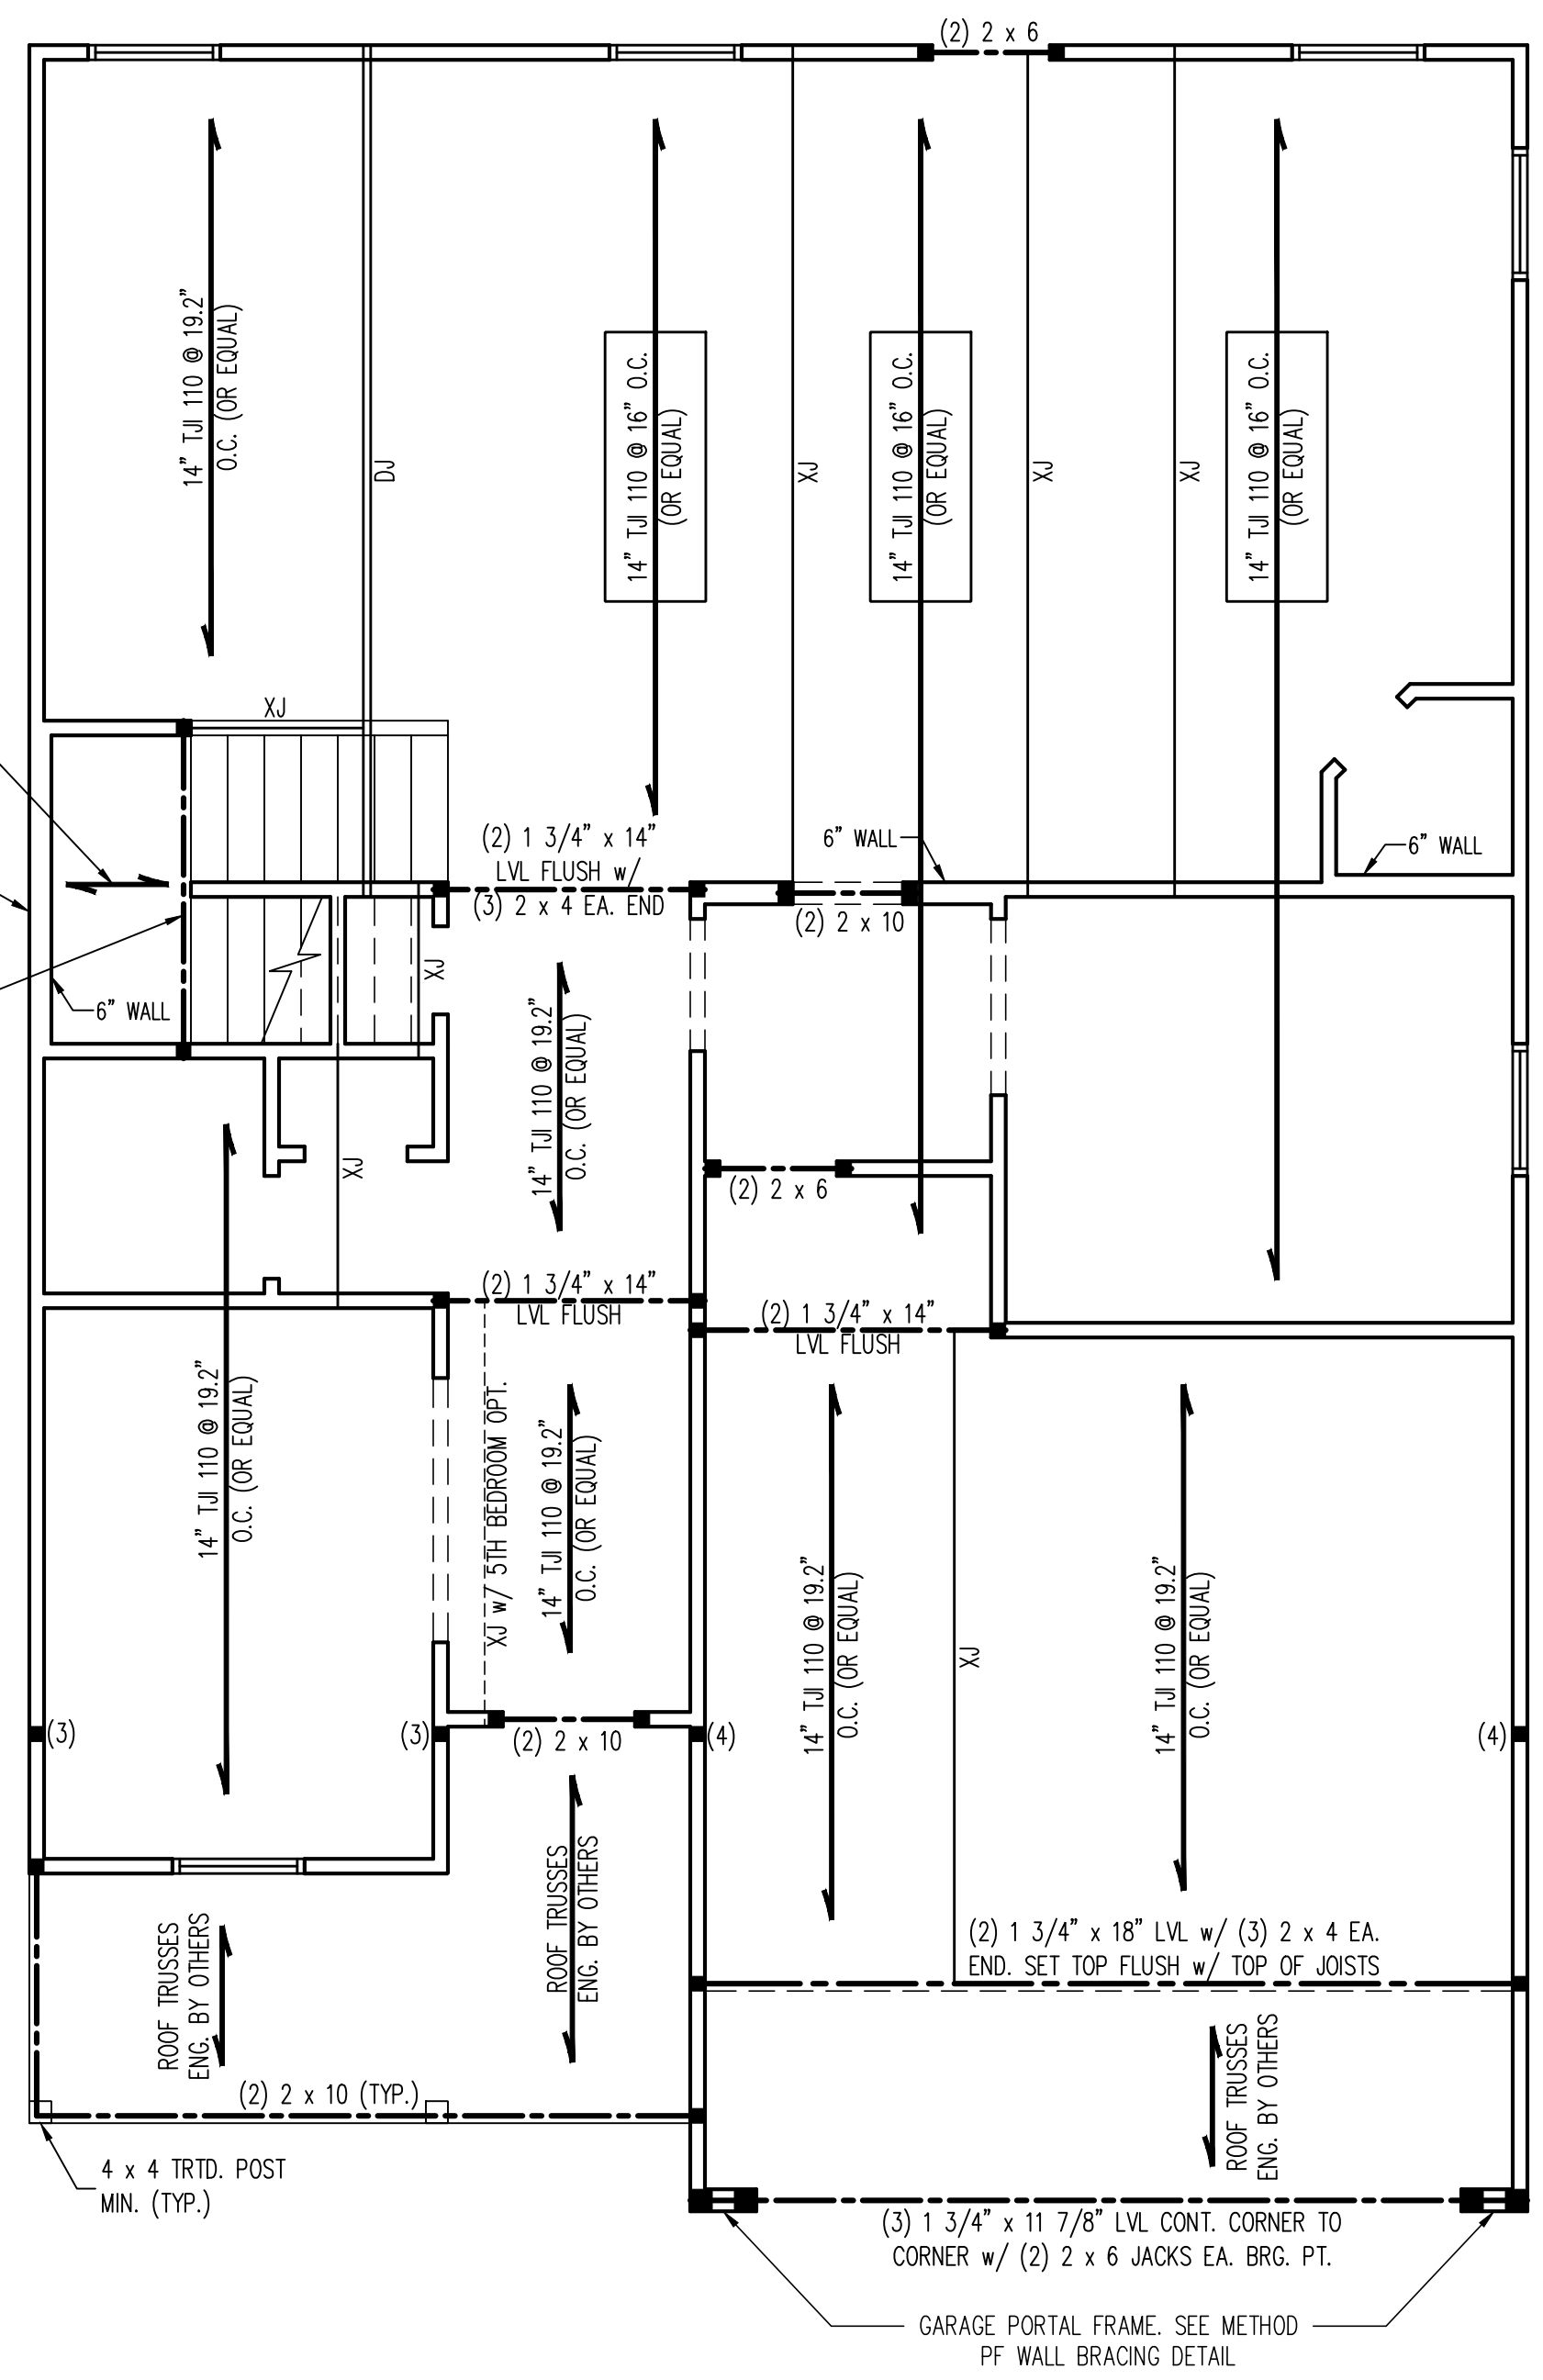 (2) 2 x 6
14" TJI 110 @ 19.2"
O.C. (OR EQUAL)
DJ
14" TJI 110 @ 16" O.C.
(OR EQUAL)
XJ
14" TJI 110 @ 16" O.C.
(OR EQUAL)
XJ
XJ
14" TJI 110 @ 16" O.C.
(OR EQUAL)
XJ
(2) 1 3/4" x 14"
LVL FLUSH w/
(3) 2 x 4 EA. END
6" WALL
6" WALL
(2) 2 x 10
XJ
6" WALL
14" TJI 110 @ 19.2"
O.C. (OR EQUAL)
XJ
(2) 2 x 6
(2) 1 3/4" x 14"
LVL FLUSH
(2) 1 3/4" x 14"
LVL FLUSH
14" TJI 110 @ 19.2"
O.C. (OR EQUAL)
XJ w/ 5TH BEDROOM OPT.
14" TJI 110 @ 19.2"
O.C. (OR EQUAL)
14" TJI 110 @ 19.2"
O.C. (OR EQUAL)
XJ
14" TJI 110 @ 19.2"
O.C. (OR EQUAL)
(3)
(3)
(2) 2 x 10
(4)
(4)
ROOF TRUSSES
ENG. BY OTHERS
ROOF TRUSSES
ENG. BY OTHERS
(2) 1 3/4" x 18" LVL w/ (3) 2 x 4 EA.
END. SET TOP FLUSH w/ TOP OF JOISTS
ROOF TRUSSES
ENG. BY OTHERS
(2) 2 x 10 (TYP.)
4 x 4 TRTD. POST
MIN. (TYP.)
(3) 1 3/4" x 11 7/8" LVL CONT. CORNER TO
CORNER w/ (2) 2 x 6 JACKS EA. BRG. PT.
GARAGE PORTAL FRAME. SEE METHOD
PF WALL BRACING DETAIL